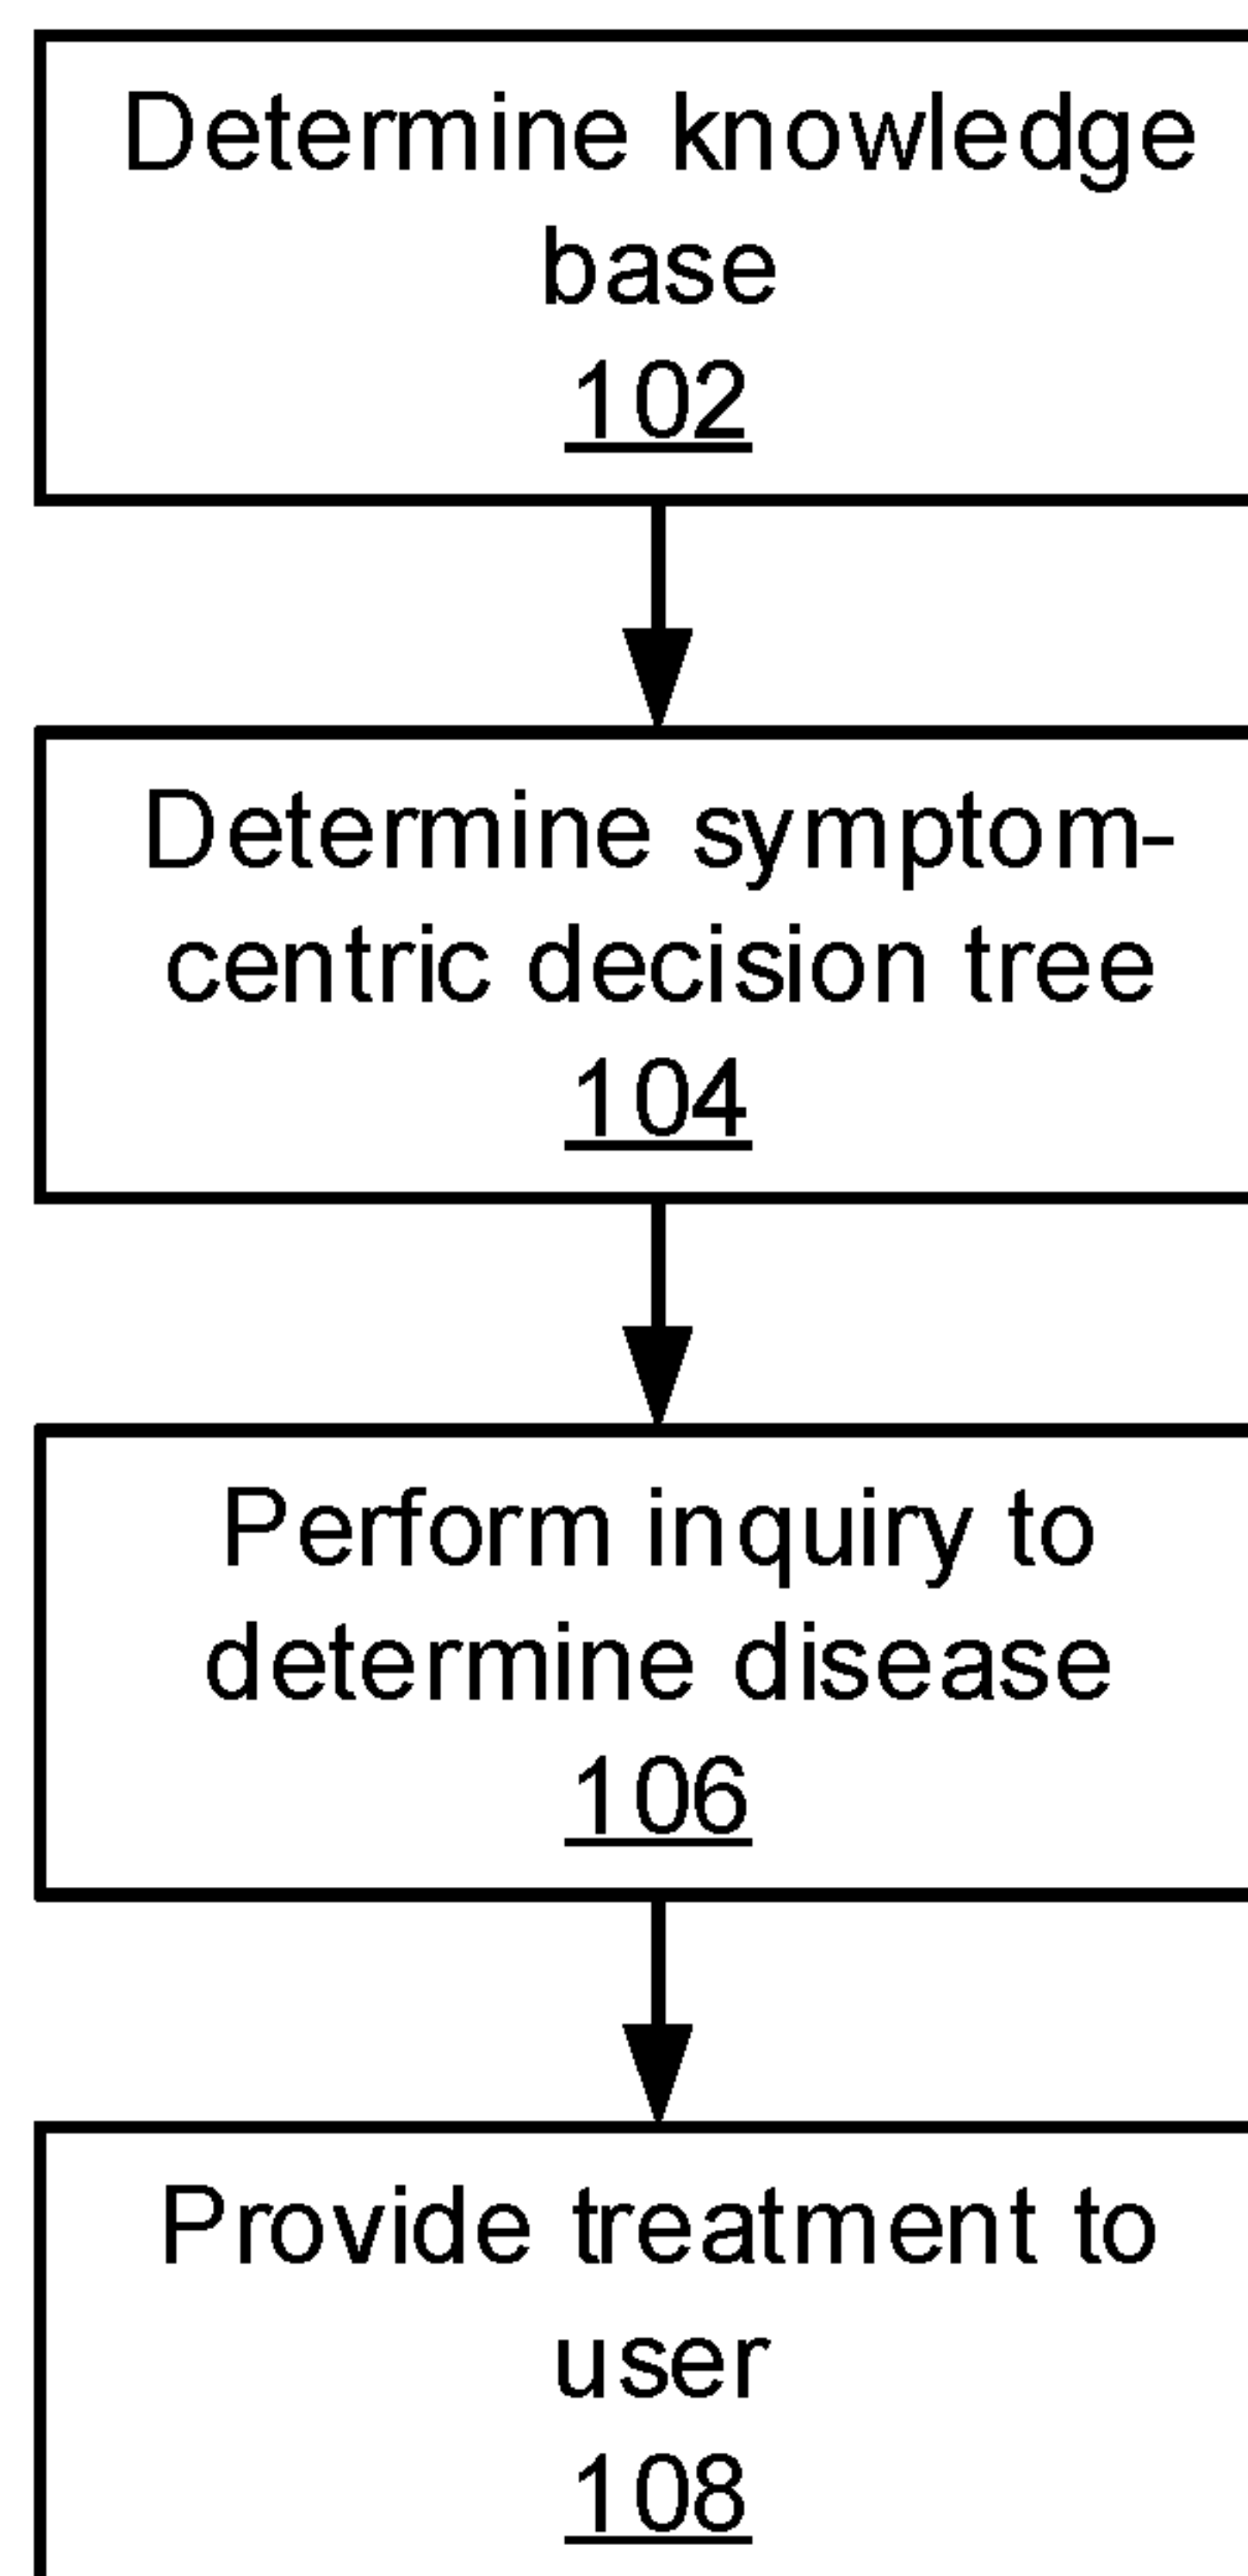 Determine knowledge
base
102
Determine symptom-
centric decision tree
104
Perform inquiry to
determine disease
106
Provide treatment to
user
108